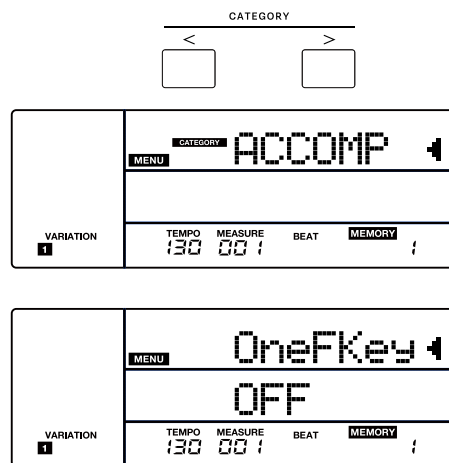 CATEGORY
< >
CATEGORY ACCOMP
MENU
VARIATION TEMPO MEASURE BEAT MEMORY
1 130 001 1
OneFKey
MENU
OFF
VARIATION TEMPO MEASURE BEAT MEMORY
1 130 001 1